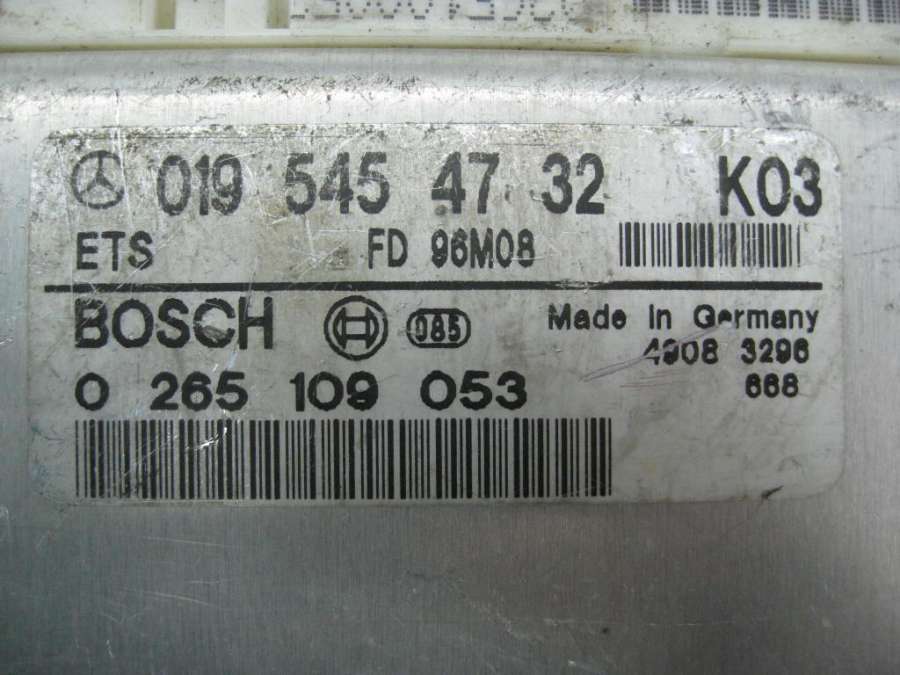 019 545 47 32 K03
ETS FD 96M08
BOSCH 085 Made in Germany
4908 3296
0 265 109 053 668